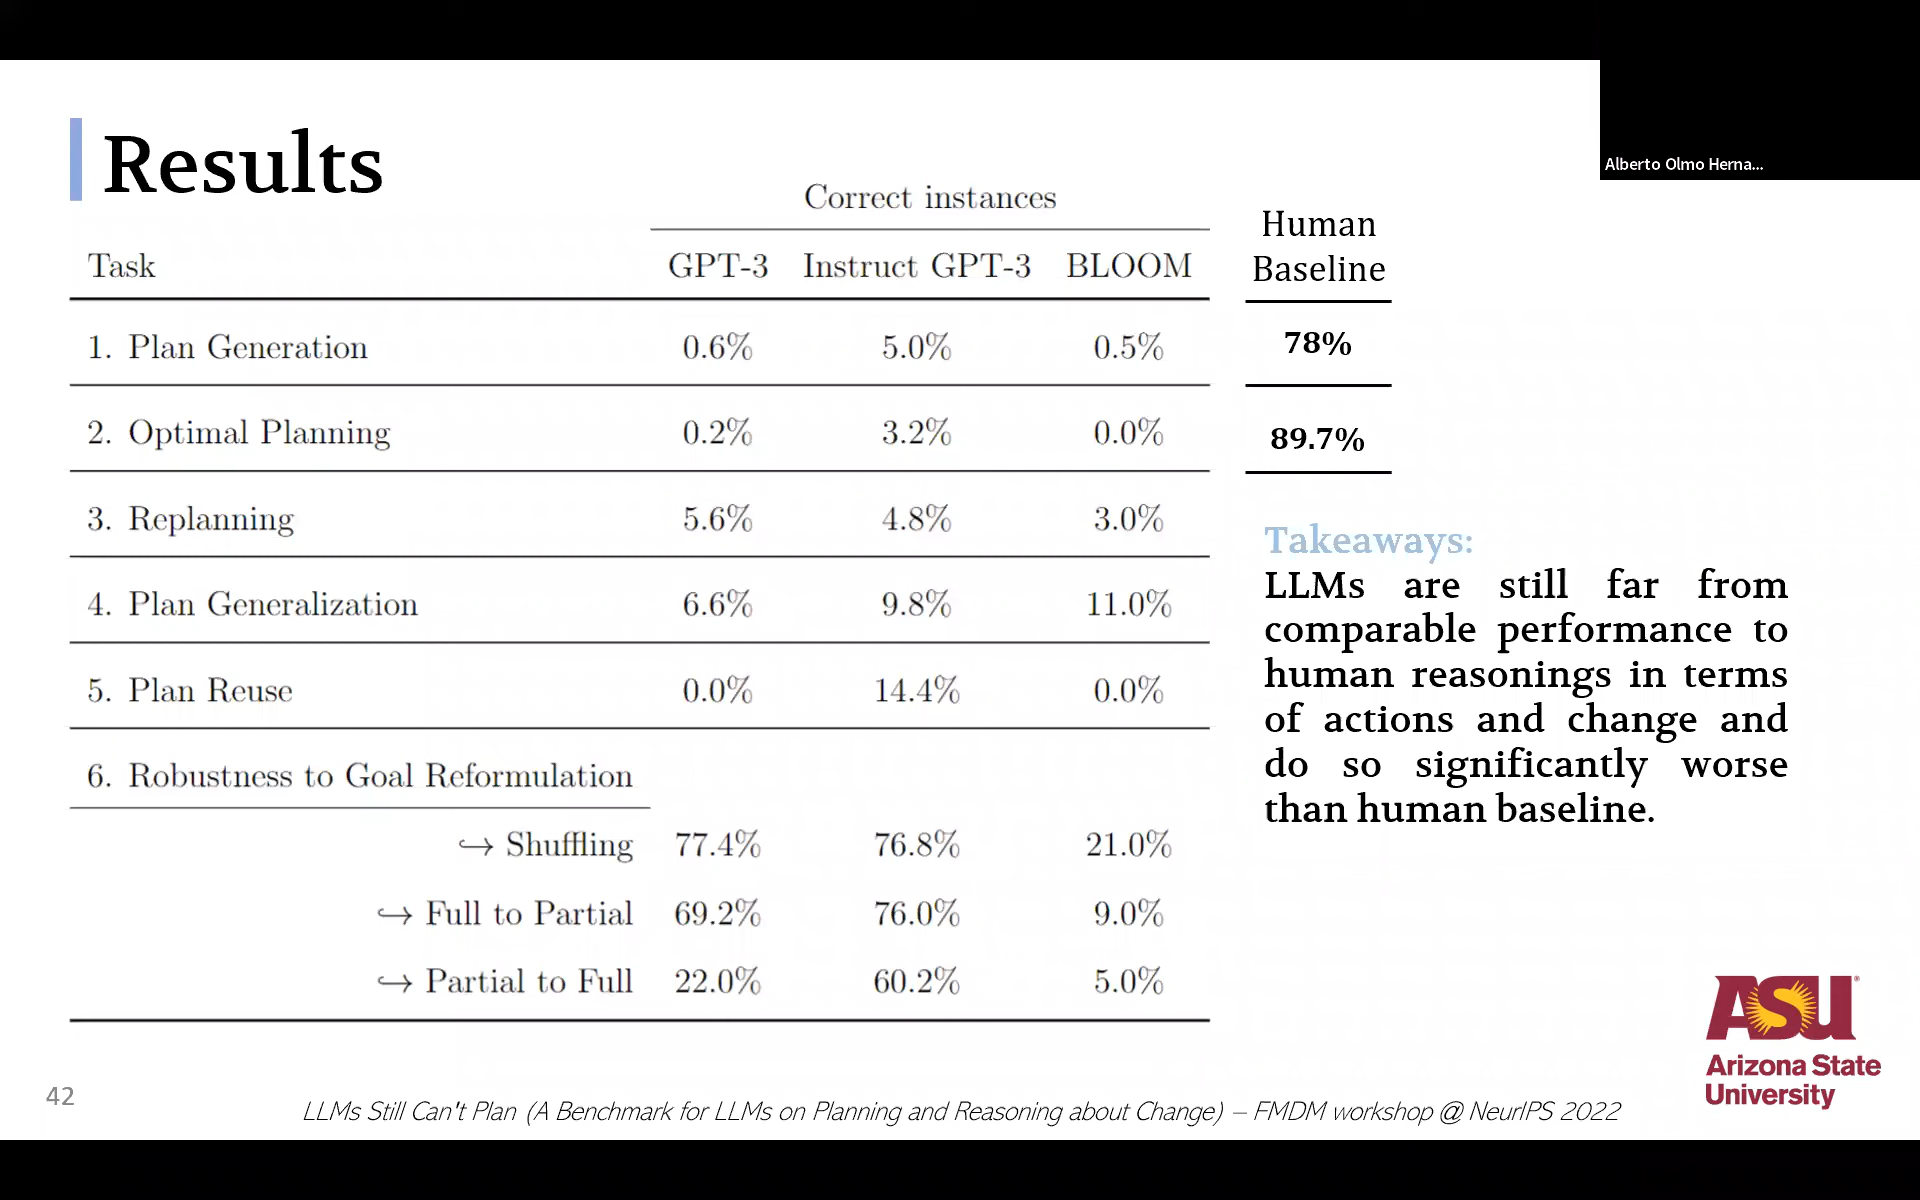 Alberto Olmo Herna...
Results
Correct instances
Human
Baseline
Task GPT-3 Instruct GPT-3 BLOOM
1. Plan Generation 0.6% 5.0% 0.5% 78%
2. Optimal Planning 0.2% 3.2% 0.0% 89.7%
3. Replanning 5.6% 4.8% 3.0%
4. Plan Generalization 6.6% 9.8% 11.0%
5. Plan Reuse 0.0% 14.4% 0.0%
6. Robustness to Goal Reformulation
↪ Shuffling 77.4% 76.8% 21.0%
↪ Full to Partial 69.2% 76.0% 9.0%
↪ Partial to Full 22.0% 60.2% 5.0%
Takeaways:
LLMs are still far from
comparable performance to
human reasonings in terms
of actions and change and
do so significantly worse
than human baseline.
ASU
Arizona State
University
42
LLMs Still Can't Plan (A Benchmark for LLMs on Planning and Reasoning about Change) – FMDM workshop @ NeurIPS 2022